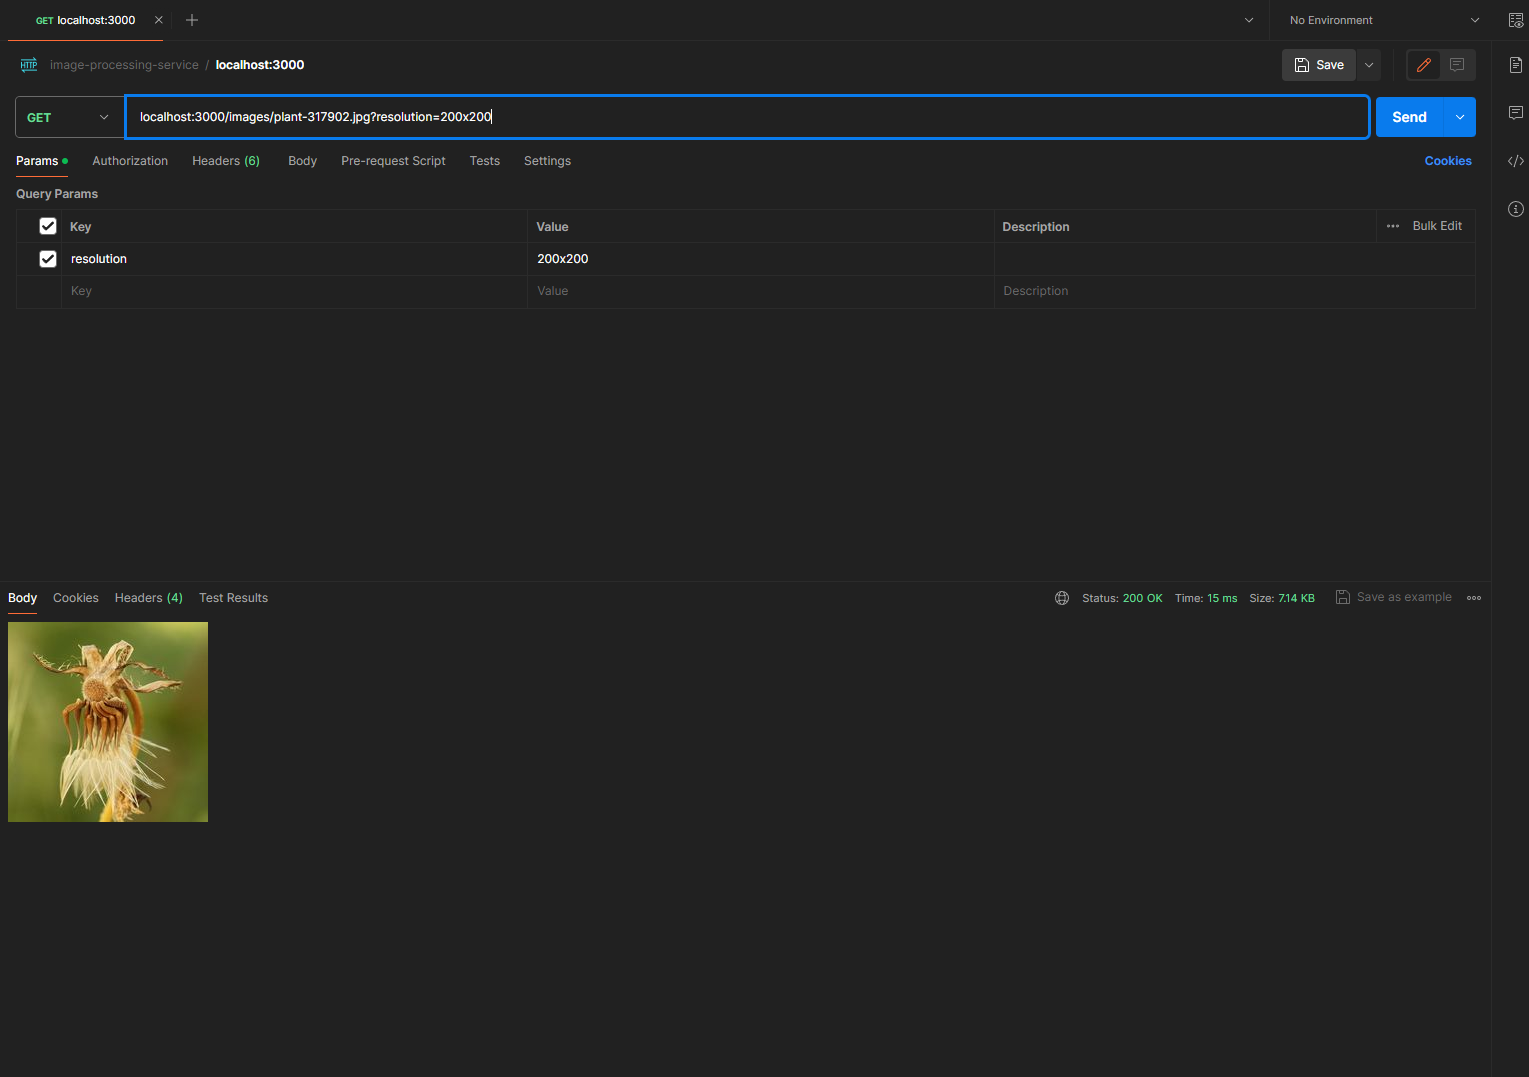 GET localhost:3000
No Environment
HTTP image-processing-service / localhost:3000
Save
GET localhost:3000/images/plant-317902.jpg?resolution=200x200 Send
Params Authorization Headers (6) Body Pre-request Script Tests Settings Cookies
Query Params
Key Value Description Bulk Edit
resolution 200x200
Key Value Description
Body Cookies Headers (4) Test Results Status: 200 OK Time: 15 ms Size: 7.14 KB Save as example